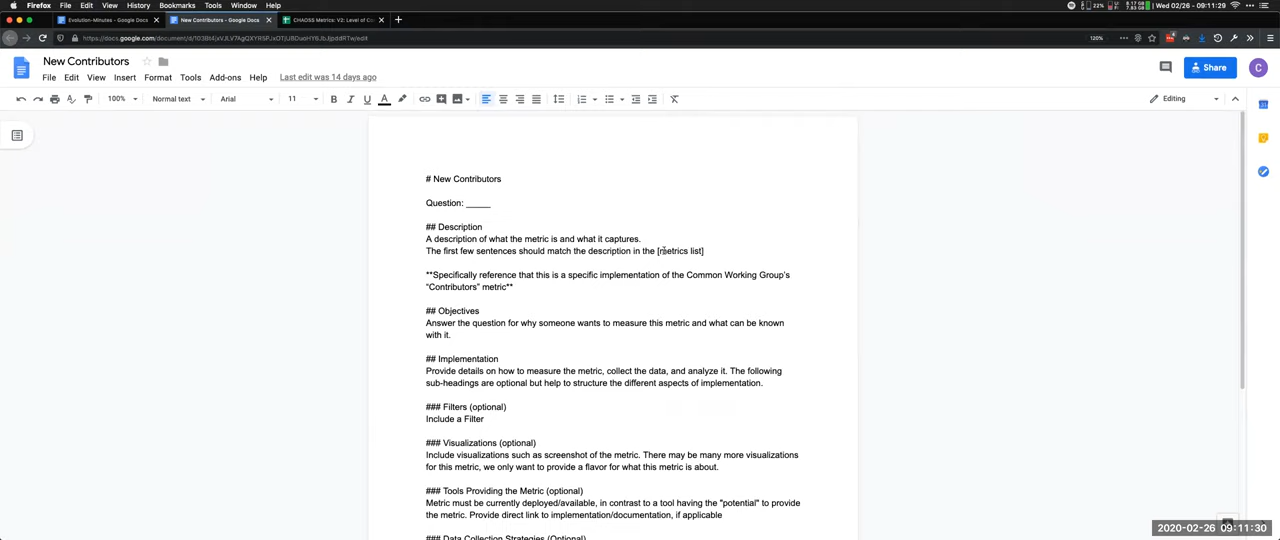 Firefox File Edit View History Bookmarks Tools Window Help
22% Wed 02/26 09:11:29
Evolution-Minutes - Google Docs
New Contributors - Google Docs
CHAOSS Metrics: V2: Level of Co
120%
New Contributors
File Edit View Insert Format Tools Add-ons Help Last edit was 14 days ago
Share
C
100% Normal text Arial 11 B I U A Editing
# New Contributors
Question: _____
## Description
A description of what the metric is and what it captures.
The first few sentences should match the description in the [metrics list]
**Specifically reference that this is a specific implementation of the Common Working Group's
"Contributors" metric**
## Objectives
Answer the question for why someone wants to measure this metric and what can be known
with it.
## Implementation
Provide details on how to measure the metric, collect the data, and analyze it. The following
sub-headings are optional but help to structure the different aspects of implementation.
### Filters (optional)
Include a Filter
### Visualizations (optional)
Include visualizations such as screenshot of the metric. There may be many more visualizations
for this metric, we only want to provide a flavor for what this metric is about.
### Tools Providing the Metric (optional)
Metric must be currently deployed/available, in contrast to a tool having the "potential" to provide
the metric. Provide direct link to implementation/documentation, if applicable
### Data Collection Strategies (Optional)
2020-02-26 09:11:30